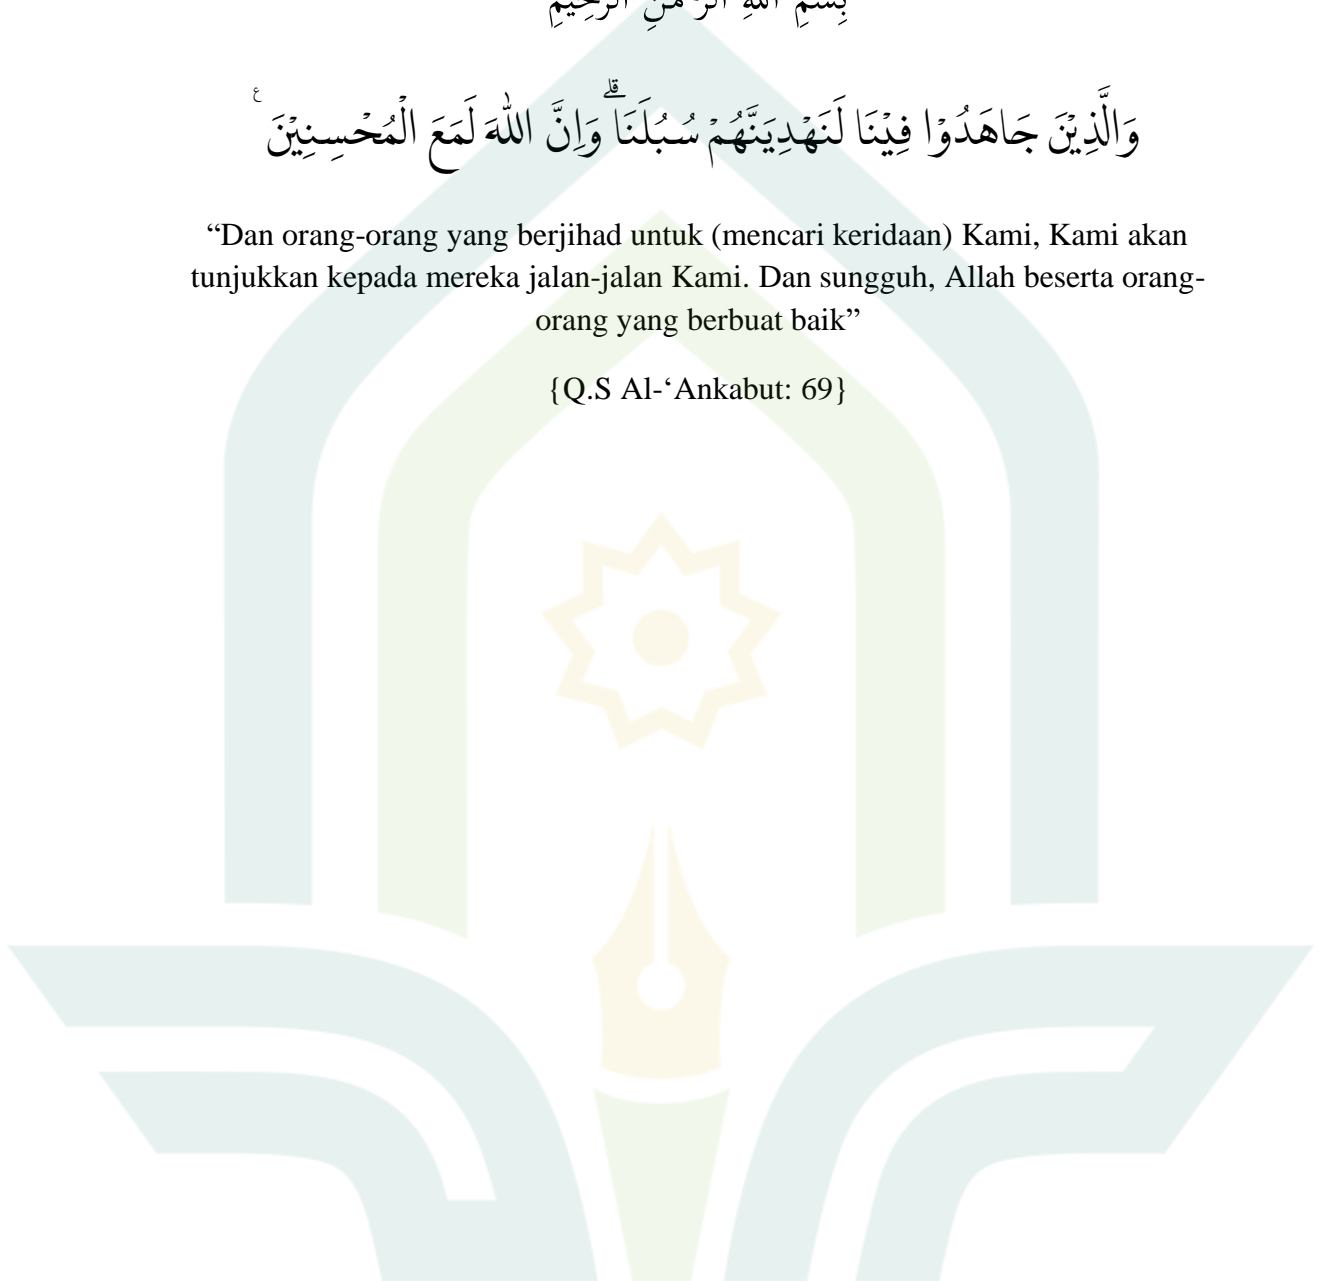 بِسْمِ اللهِ الرَّحْمٰنِ الرَّحِيْمِ
وَالَّذِيْنَ جَاهَدُوْا فِيْنَا لَنَهْدِيَنَّهُمْ سُبُلَنَاۗ وَاِنَّ اللّٰهَ لَمَعَ الْمُحْسِنِيْنَ ࣖ
“Dan orang-orang yang berjihad untuk (mencari keridaan) Kami, Kami akan
tunjukkan kepada mereka jalan-jalan Kami. Dan sungguh, Allah beserta orang-
orang yang berbuat baik”
{Q.S Al-‘Ankabut: 69}